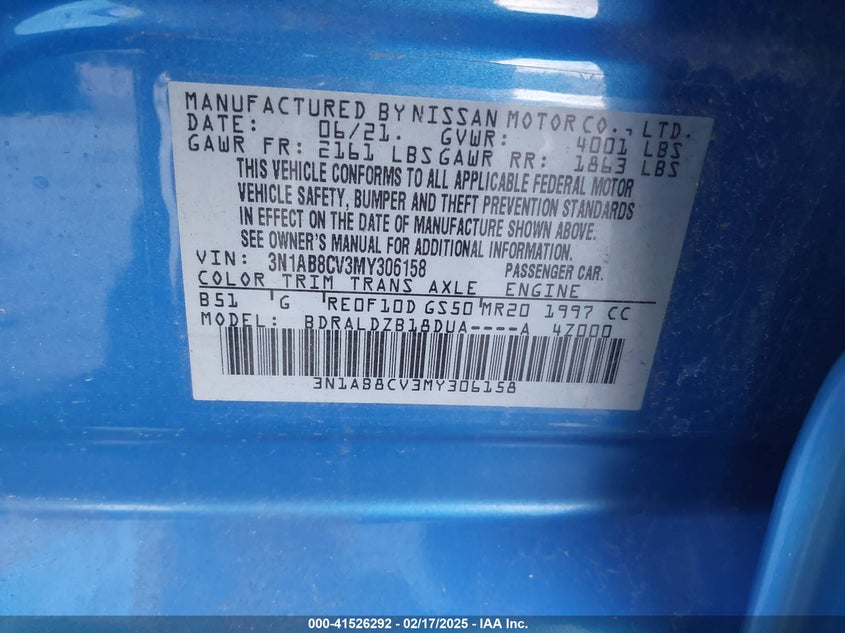 MANUFACTURED BY NISSAN MOTOR CO., LTD.
DATE: 06/21. GVWR: 4001 LBS
GAWR FR: 2161 LBS GAWR RR: 1863 LBS
THIS VEHICLE CONFORMS TO ALL APPLICABLE FEDERAL MOTOR
VEHICLE SAFETY, BUMPER AND THEFT PREVENTION STANDARDS
IN EFFECT ON THE DATE OF MANUFACTURE SHOWN ABOVE.
SEE OWNER'S MANUAL FOR ADDITIONAL INFORMATION.
VIN: 3N1AB8CV3MY306158 PASSENGER CAR.
COLOR TRIM TRANS AXLE ENGINE
B51 G RE0F10D GS50 MR20 1997 CC
MODEL: BDRALDZB18DUA----A 4Z000
3N1AB8CV3MY306158
000-41526292 - 02/17/2025 - IAA Inc.